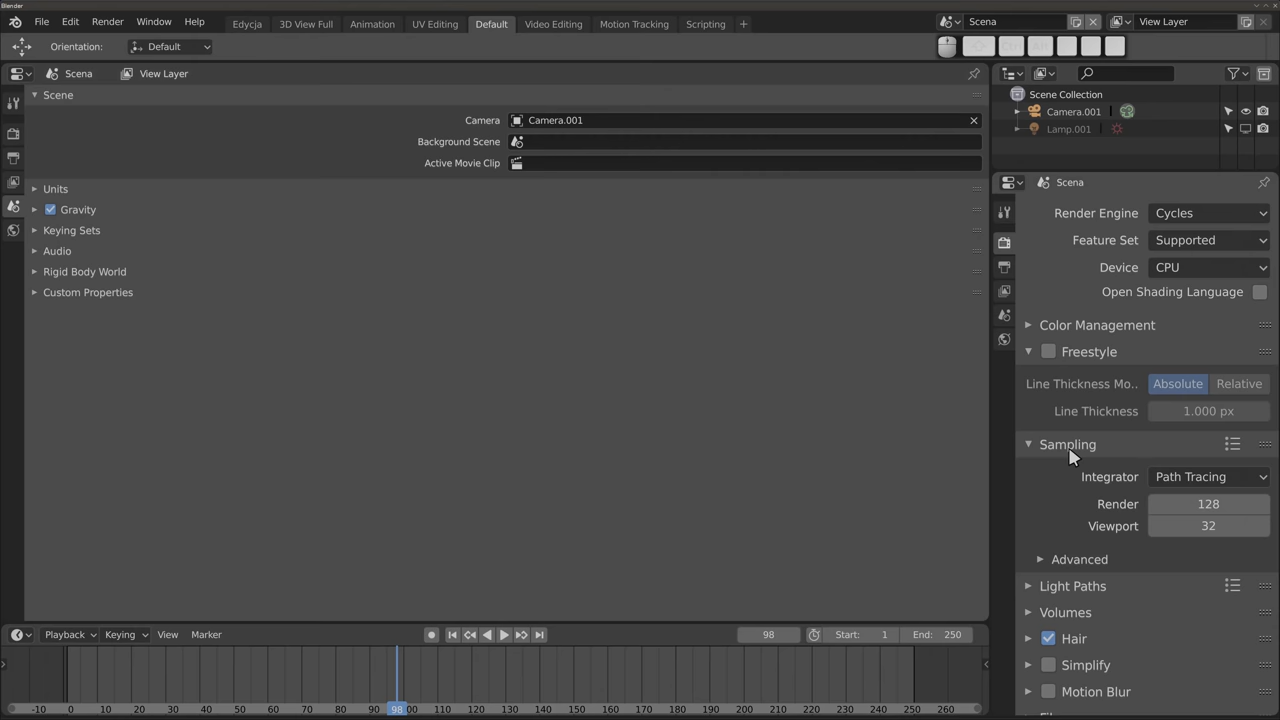 Blender
File Edit Render Window Help Edycja 3D View Full Animation UV Editing Default Video Editing Motion Tracking Scripting + Scena View Layer
Orientation: Default
Scena View Layer
Scene
Camera Camera.001
Background Scene
Active Movie Clip
Units
Gravity
Keying Sets
Audio
Rigid Body World
Custom Properties
Scene Collection
Camera.001
Lamp.001
Scena
Render Engine Cycles
Feature Set Supported
Device CPU
Open Shading Language
Color Management
Freestyle
Line Thickness Mo.. Absolute Relative
Line Thickness 1.000 px
Sampling
Integrator Path Tracing
Render 128
Viewport 32
Advanced
Light Paths
Volumes
Hair
Simplify
Motion Blur
Playback Keying View Marker 98 Start: 1 End: 250
-10 0 10 20 30 40 50 60 70 80 90 98 00 110 120 130 140 150 160 170 180 190 200 210 220 230 240 250 260